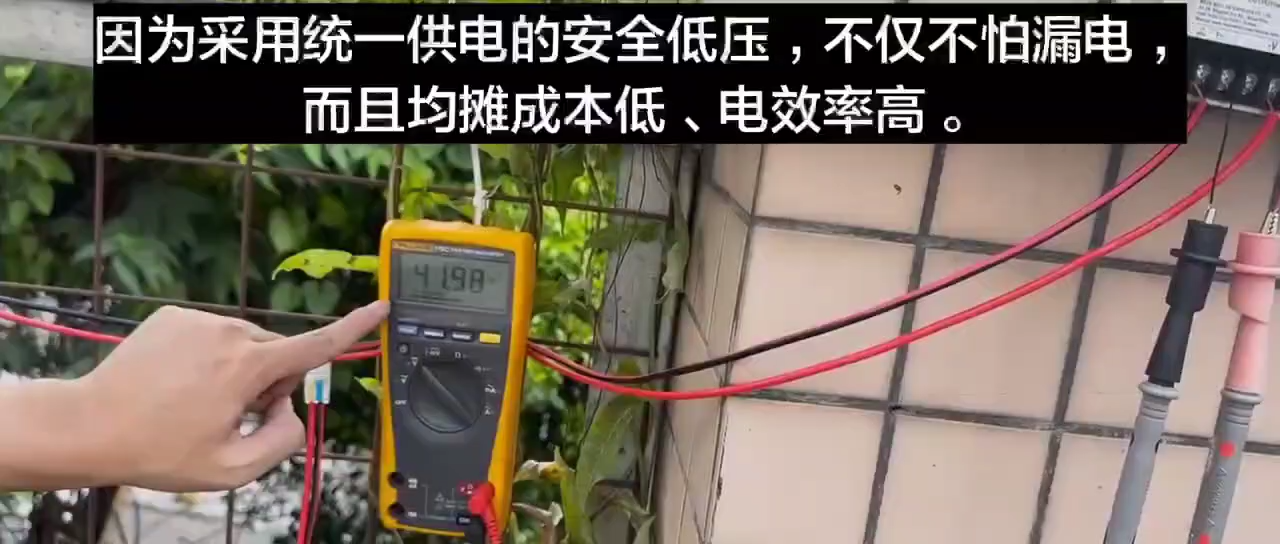 因为采用统一供电的安全低压，不仅不怕漏电，
而且均摊成本低、电效率高。
41.98